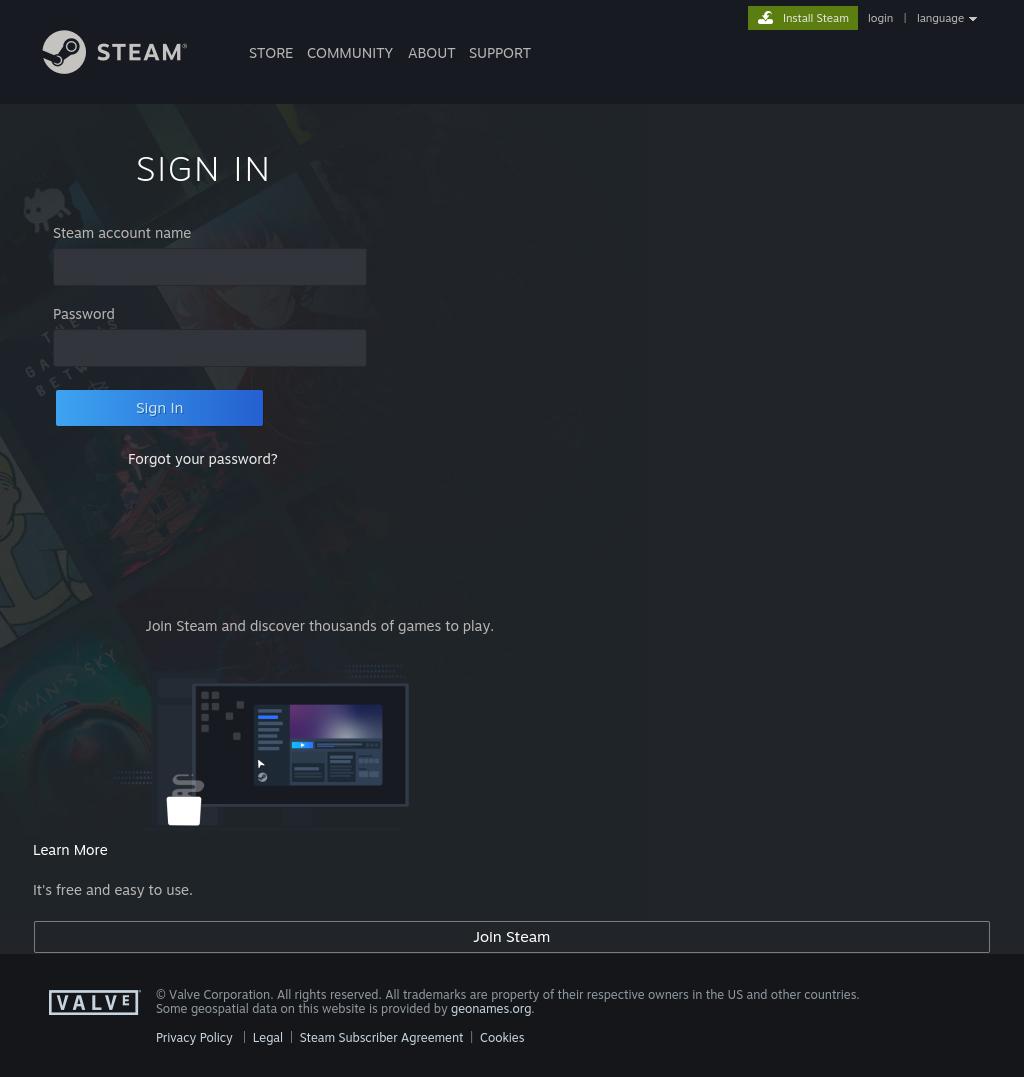 Install Steam
login | language
STEAM®
STORE COMMUNITY ABOUT SUPPORT
SIGN IN
Steam account name
Password
Sign In
Forgot your password?
MAN'S SKY
Join Steam and discover thousands of games to play.
Learn More
It's free and easy to use.
Join Steam
VALVE
© Valve Corporation. All rights reserved. All trademarks are property of their respective owners in the US and other countries.
Some geospatial data on this website is provided by geonames.org.
Privacy Policy | Legal | Steam Subscriber Agreement | Cookies